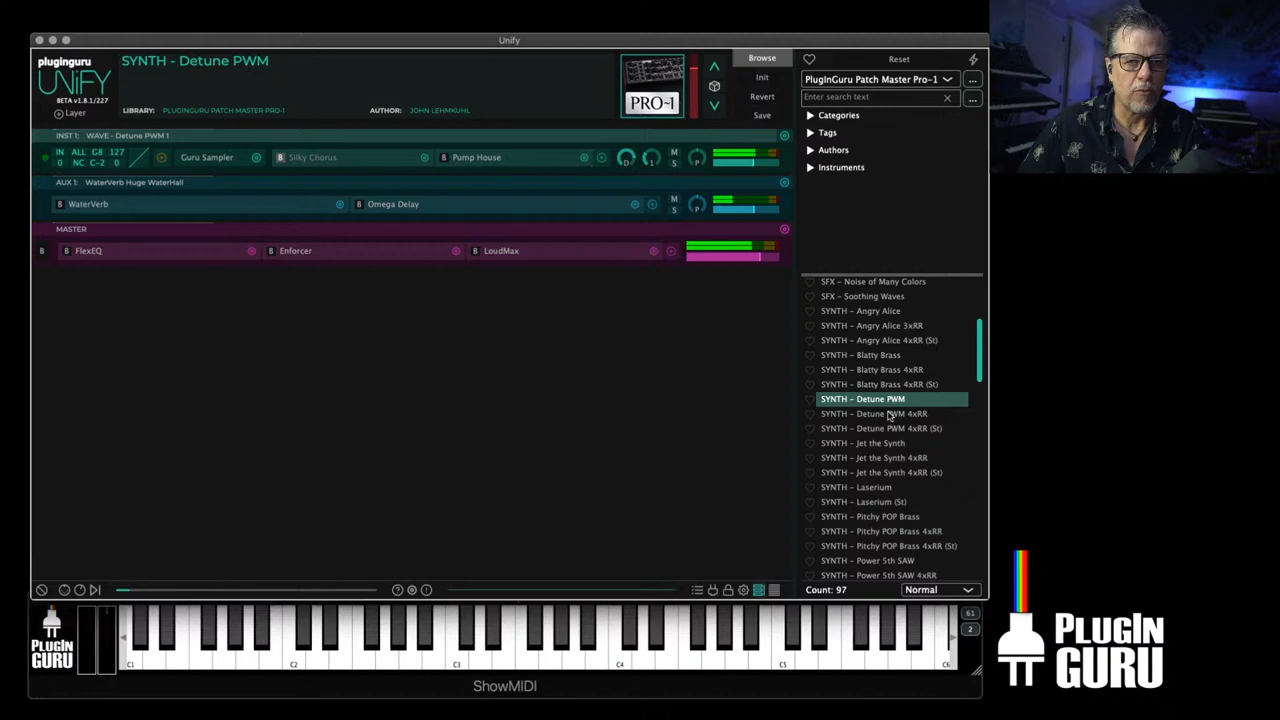 Unify
pluginguru
UNiFY
BETA v1.8.1/227
Layer
SYNTH - Detune PWM
LIBRARY: PLUGINGURU PATCH MASTER PRO-1
AUTHOR: JOHN LEHMKUHL
PRO~1
Browse
Init
Revert
Save
Reset
PlugInGuru Patch Master Pro-1
...
Enter search text
...
Categories
Tags
Authors
Instruments
INST 1: WAVE - Detune PWM 1
IN ALL G8 127
0 NC C-2 0
Guru Sampler
B Silky Chorus
B Pump House
D
1
M
S
P
AUX 1: WaterVerb Huge WaterHall
B WaterVerb
B Omega Delay
M
S
P
MASTER
B
B FlexEQ
B Enforcer
B LoudMax
SFX - Noise of Many Colors
SFX - Soothing Waves
SYNTH - Angry Alice
SYNTH - Angry Alice 3xRR
SYNTH - Angry Alice 4xRR (St)
SYNTH - Blatty Brass
SYNTH - Blatty Brass 4xRR
SYNTH - Blatty Brass 4xRR (St)
SYNTH - Detune PWM
SYNTH - Detune PWM 4xRR
SYNTH - Detune PWM 4xRR (St)
SYNTH - Jet the Synth
SYNTH - Jet the Synth 4xRR
SYNTH - Jet the Synth 4xRR (St)
SYNTH - Laserium
SYNTH - Laserium (St)
SYNTH - Pitchy POP Brass
SYNTH - Pitchy POP Brass 4xRR
SYNTH - Pitchy POP Brass 4xRR (St)
SYNTH - Power 5th SAW
SYNTH - Power 5th SAW 4xRR
Count: 97
Normal
PLUGIN
GURU
C1
C2
C3
C4
C5
C6
61
2
ShowMIDI
PLUGIN
GURU